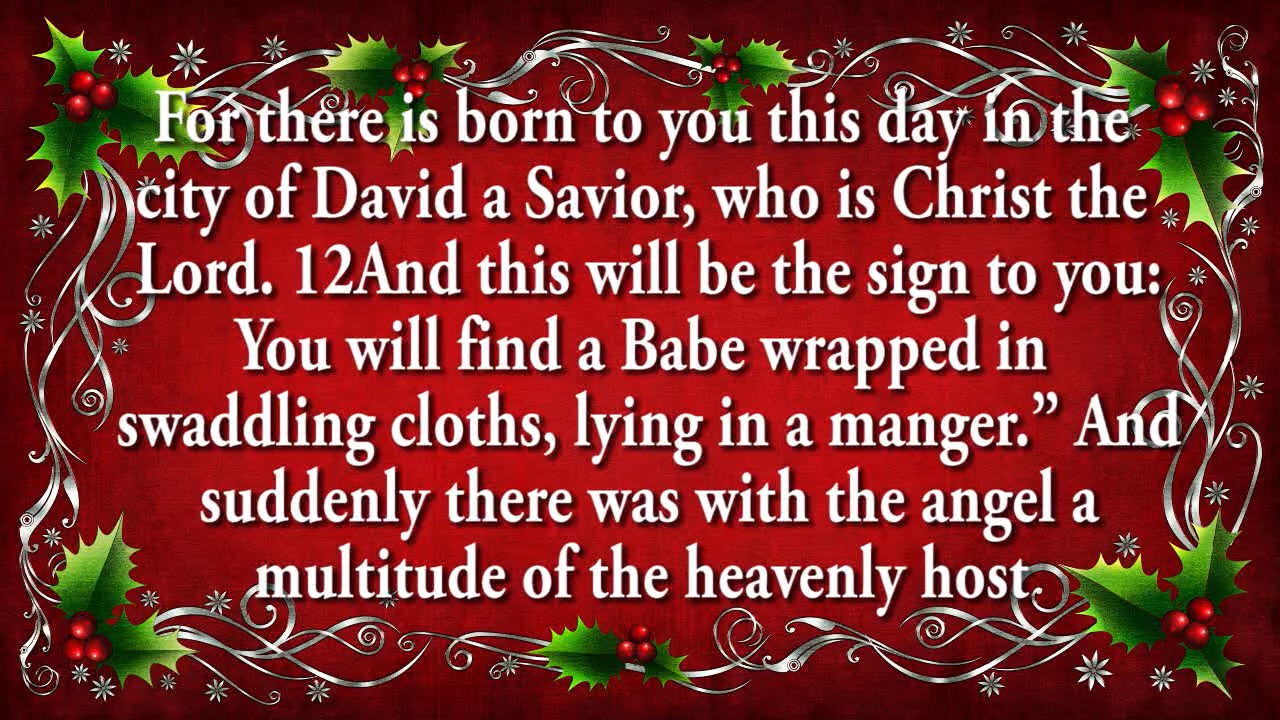 For there is born to you this day in the
city of David a Savior, who is Christ the
Lord. 12And this will be the sign to you:
You will find a Babe wrapped in
swaddling cloths, lying in a manger.” And
suddenly there was with the angel a
multitude of the heavenly host